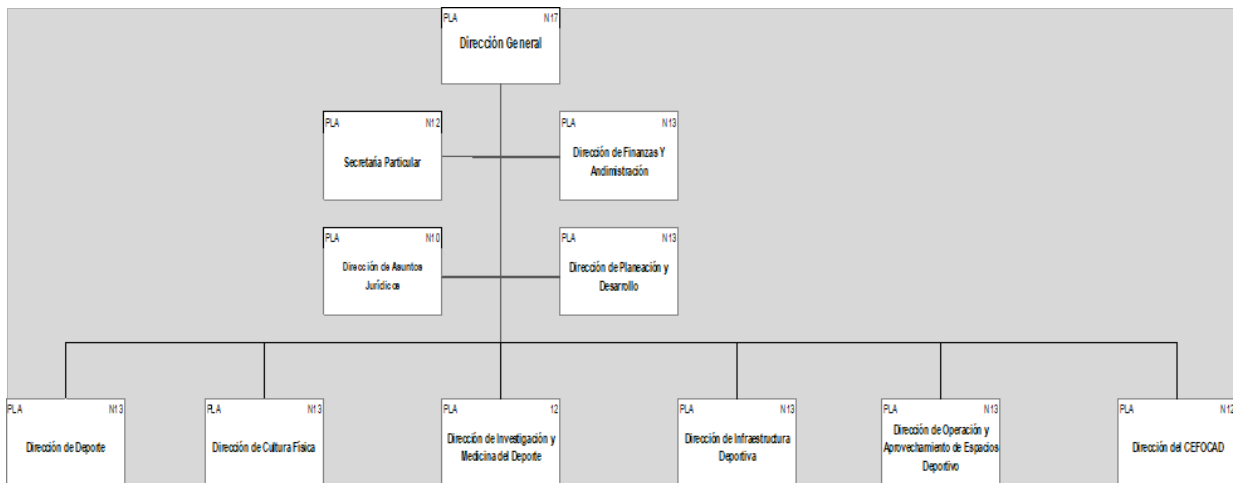 PLA N17
Dirección General
PLA N12
Secretaría Particular
PLA N13
Dirección de Finanzas Y
Andimistración
PLA N10
Dirección de Asuntos
Jurídicos
PLA N13
Dirección de Planeación y
Desarrollo
PLA N13
Dirección de Deporte
PLA N13
Dirección de Cultura Física
PLA 12
Dirección de Investigación y
Medicina del Deporte
PLA N13
Dirección de Infraestructura
Deportiva
PLA N13
Dirección de Operación y
Aprovechamiento de Espacios
Deportivo
PLA N12
Dirección del CEFOCAD